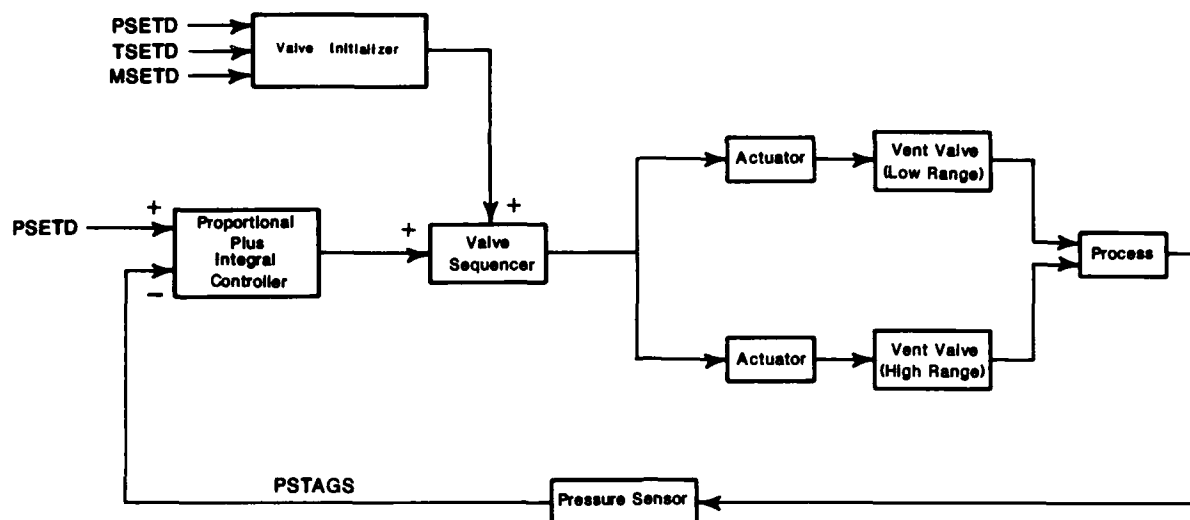 PSETD
TSETD
MSETD
Valve Initializer
+
Actuator
Vent Valve
(Low Range)
PSETD
+
−
Proportional
Plus
Integral
Controller
+
Valve
Sequencer
Process
Actuator
Vent Valve
(High Range)
PSTAGS
Pressure Sensor